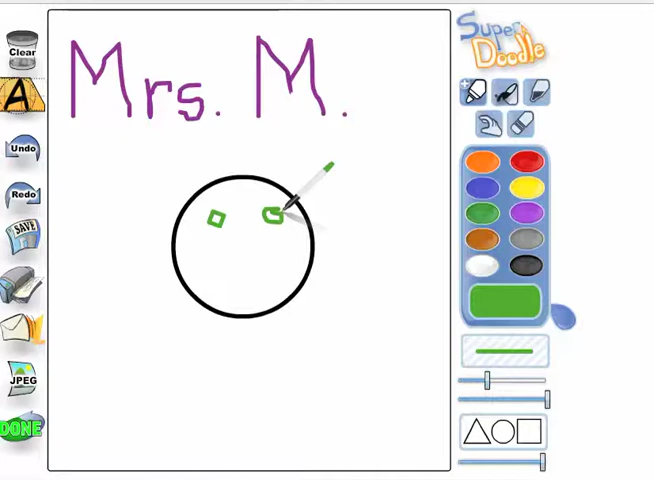 Super
Doodle
Clear
A
Mrs. M.
Undo
Redo
SAVE
JPEG
DONE